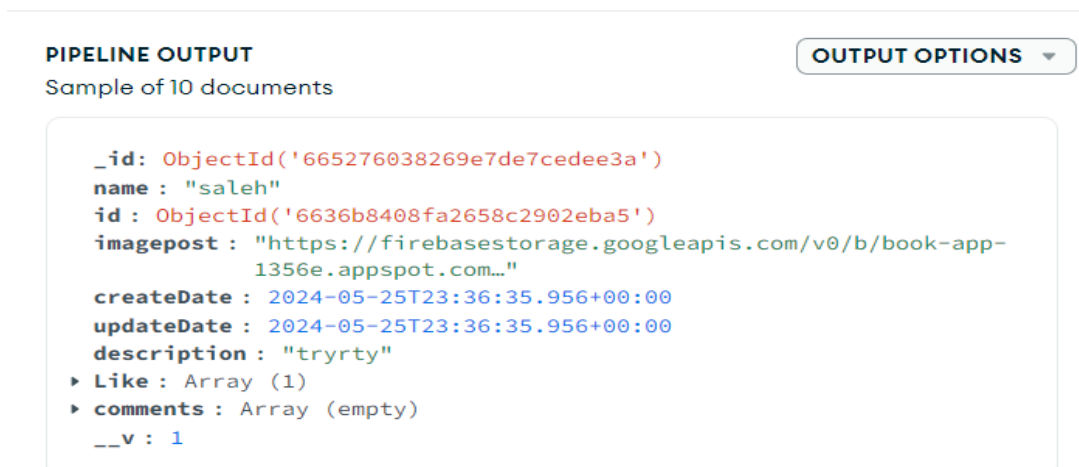 PIPELINE OUTPUT
OUTPUT OPTIONS
Sample of 10 documents
_id: ObjectId('665276038269e7de7cedee3a')
name : "saleh"
id : ObjectId('6636b8408fa2658c2902eba5')
imagepost : "https://firebasestorage.googleapis.com/v0/b/book-app-
1356e.appspot.com…"
createDate : 2024-05-25T23:36:35.956+00:00
updateDate : 2024-05-25T23:36:35.956+00:00
description : "tryrty"
Like : Array (1)
comments : Array (empty)
__v : 1